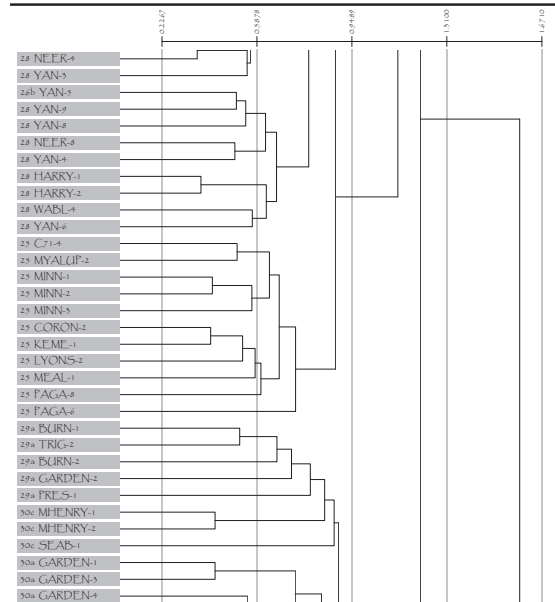 0.2267 0.5878 0.9489 1.3100 1.6710
28 NEER-4
28 YAN-3
26b YAN-5
28 YAN-9
28 YAN-8
28 NEER-8
28 YAN-4
28 HARRY-1
28 HARRY-2
28 WABL-4
28 YAN-6
25 C71-4
25 MYALUP-2
25 MINN-1
25 MINN-2
25 MINN-3
25 CORON-2
25 KEME-1
25 LYONS-2
25 MEAL-1
25 PAGA-8
25 PAGA-6
29a BURN-1
29a TRIG-2
29a BURN-2
29a GARDEN-2
29a PRES-1
30c MHENRY-1
30c MHENRY-2
30c SEAB-1
30a GARDEN-1
30a GARDEN-3
30a GARDEN-4